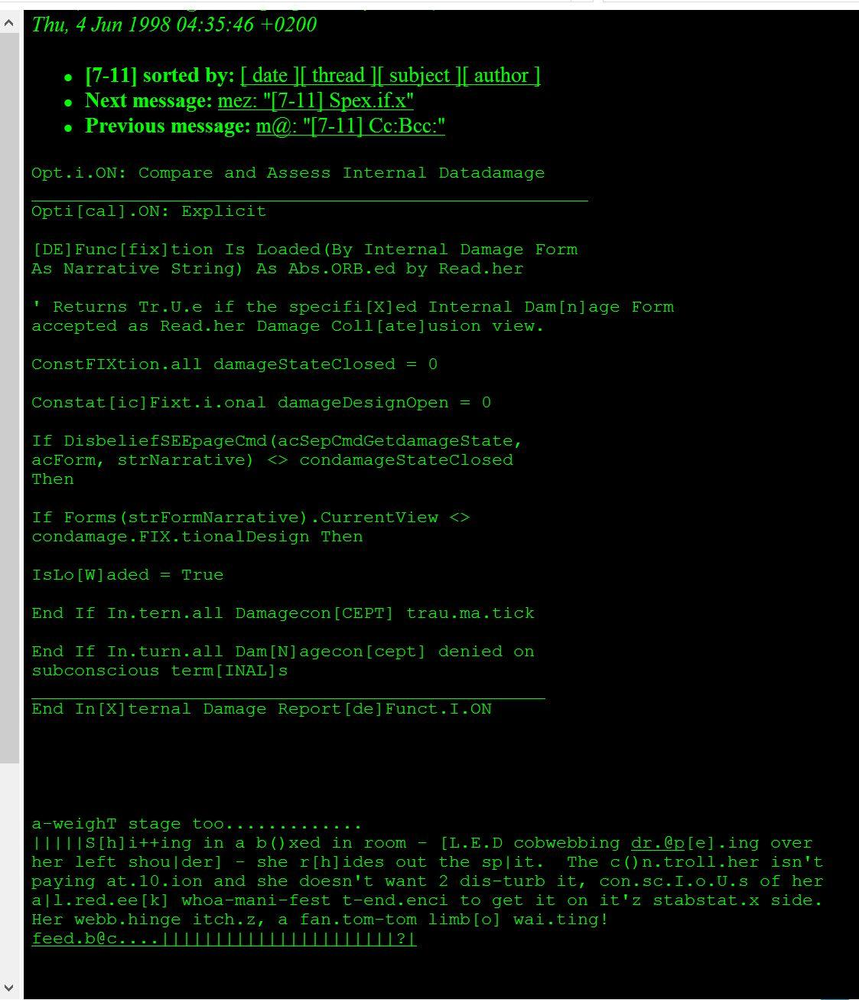 Thu, 4 Jun 1998 04:35:46 +0200
[7-11] sorted by: [ date ][ thread ][ subject ][ author ]
Next message: mez: "[7-11] Spex.if.x"
Previous message: m@: "[7-11] Cc:Bcc:"
Opt.i.ON: Compare and Assess Internal Datadamage
Opti[cal].ON: Explicit
[DE]Func[fix]tion Is Loaded(By Internal Damage Form
As Narrative String) As Abs.ORB.ed by Read.her
' Returns Tr.U.e if the specifi[X]ed Internal Dam[n]age Form
accepted as Read.her Damage Coll[ate]usion view.
ConstFIXtion.all damageStateClosed = 0
Constat[ic]Fixt.i.onal damageDesignOpen = 0
If DisbeliefSEEpageCmd(acSepCmdGetdamageState,
acForm, strNarrative) <> condamageStateClosed
Then
If Forms(strFormNarrative).CurrentView <>
condamage.FIX.tionalDesign Then
IsLo[W]aded = True
End If In.tern.all Damagecon[CEPT] trau.ma.tick
End If In.turn.all Dam[N]agecon[cept] denied on
subconscious term[INAL]s
End In[X]ternal Damage Report[de]Funct.I.ON
a-weighT stage too.............
|||||S[h]i++ing in a b()xed in room - [L.E.D cobwebbing dr.@p[e].ing over
her left shou|der] - she r[h]ides out the sp|it.  The c()n.troll.her isn't
paying at.10.ion and she doesn't want 2 dis-turb it, con.sc.I.o.U.s of her
a|l.red.ee[k] whoa-mani-fest t-end.enci to get it on it'z stabstat.x side.
Her webb.hinge itch.z, a fan.tom-tom limb[o] wai.ting!
feed.b@c....||||||||||||||||||||||?|